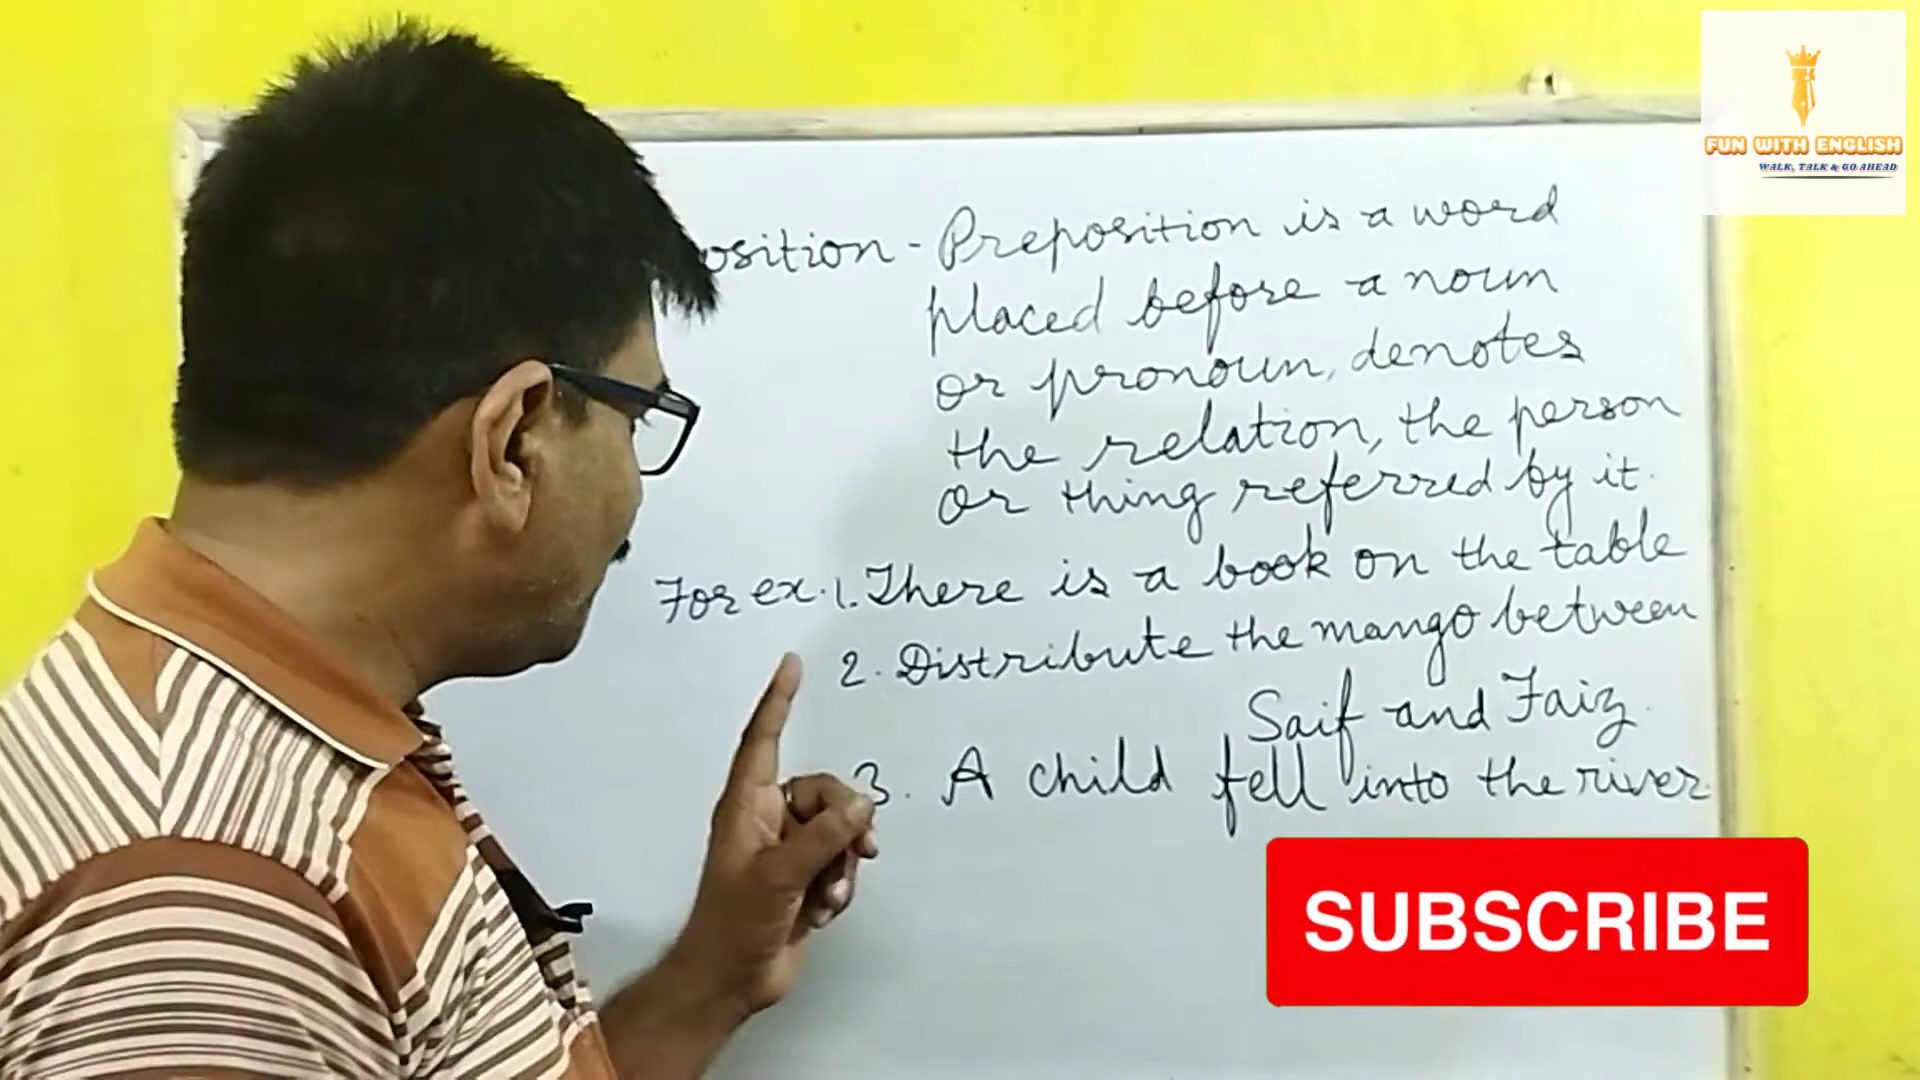 FUN WITH ENGLISH
WALK, TALK & GO AHEAD
osition - Preposition is a word
placed before a noun
or pronoun, denotes
the relation, the person
or thing referred by it.
For ex. 1. There is a book on the table
2. Distribute the mango between
Saif and Faiz.
3. A child fell into the river.
SUBSCRIBE